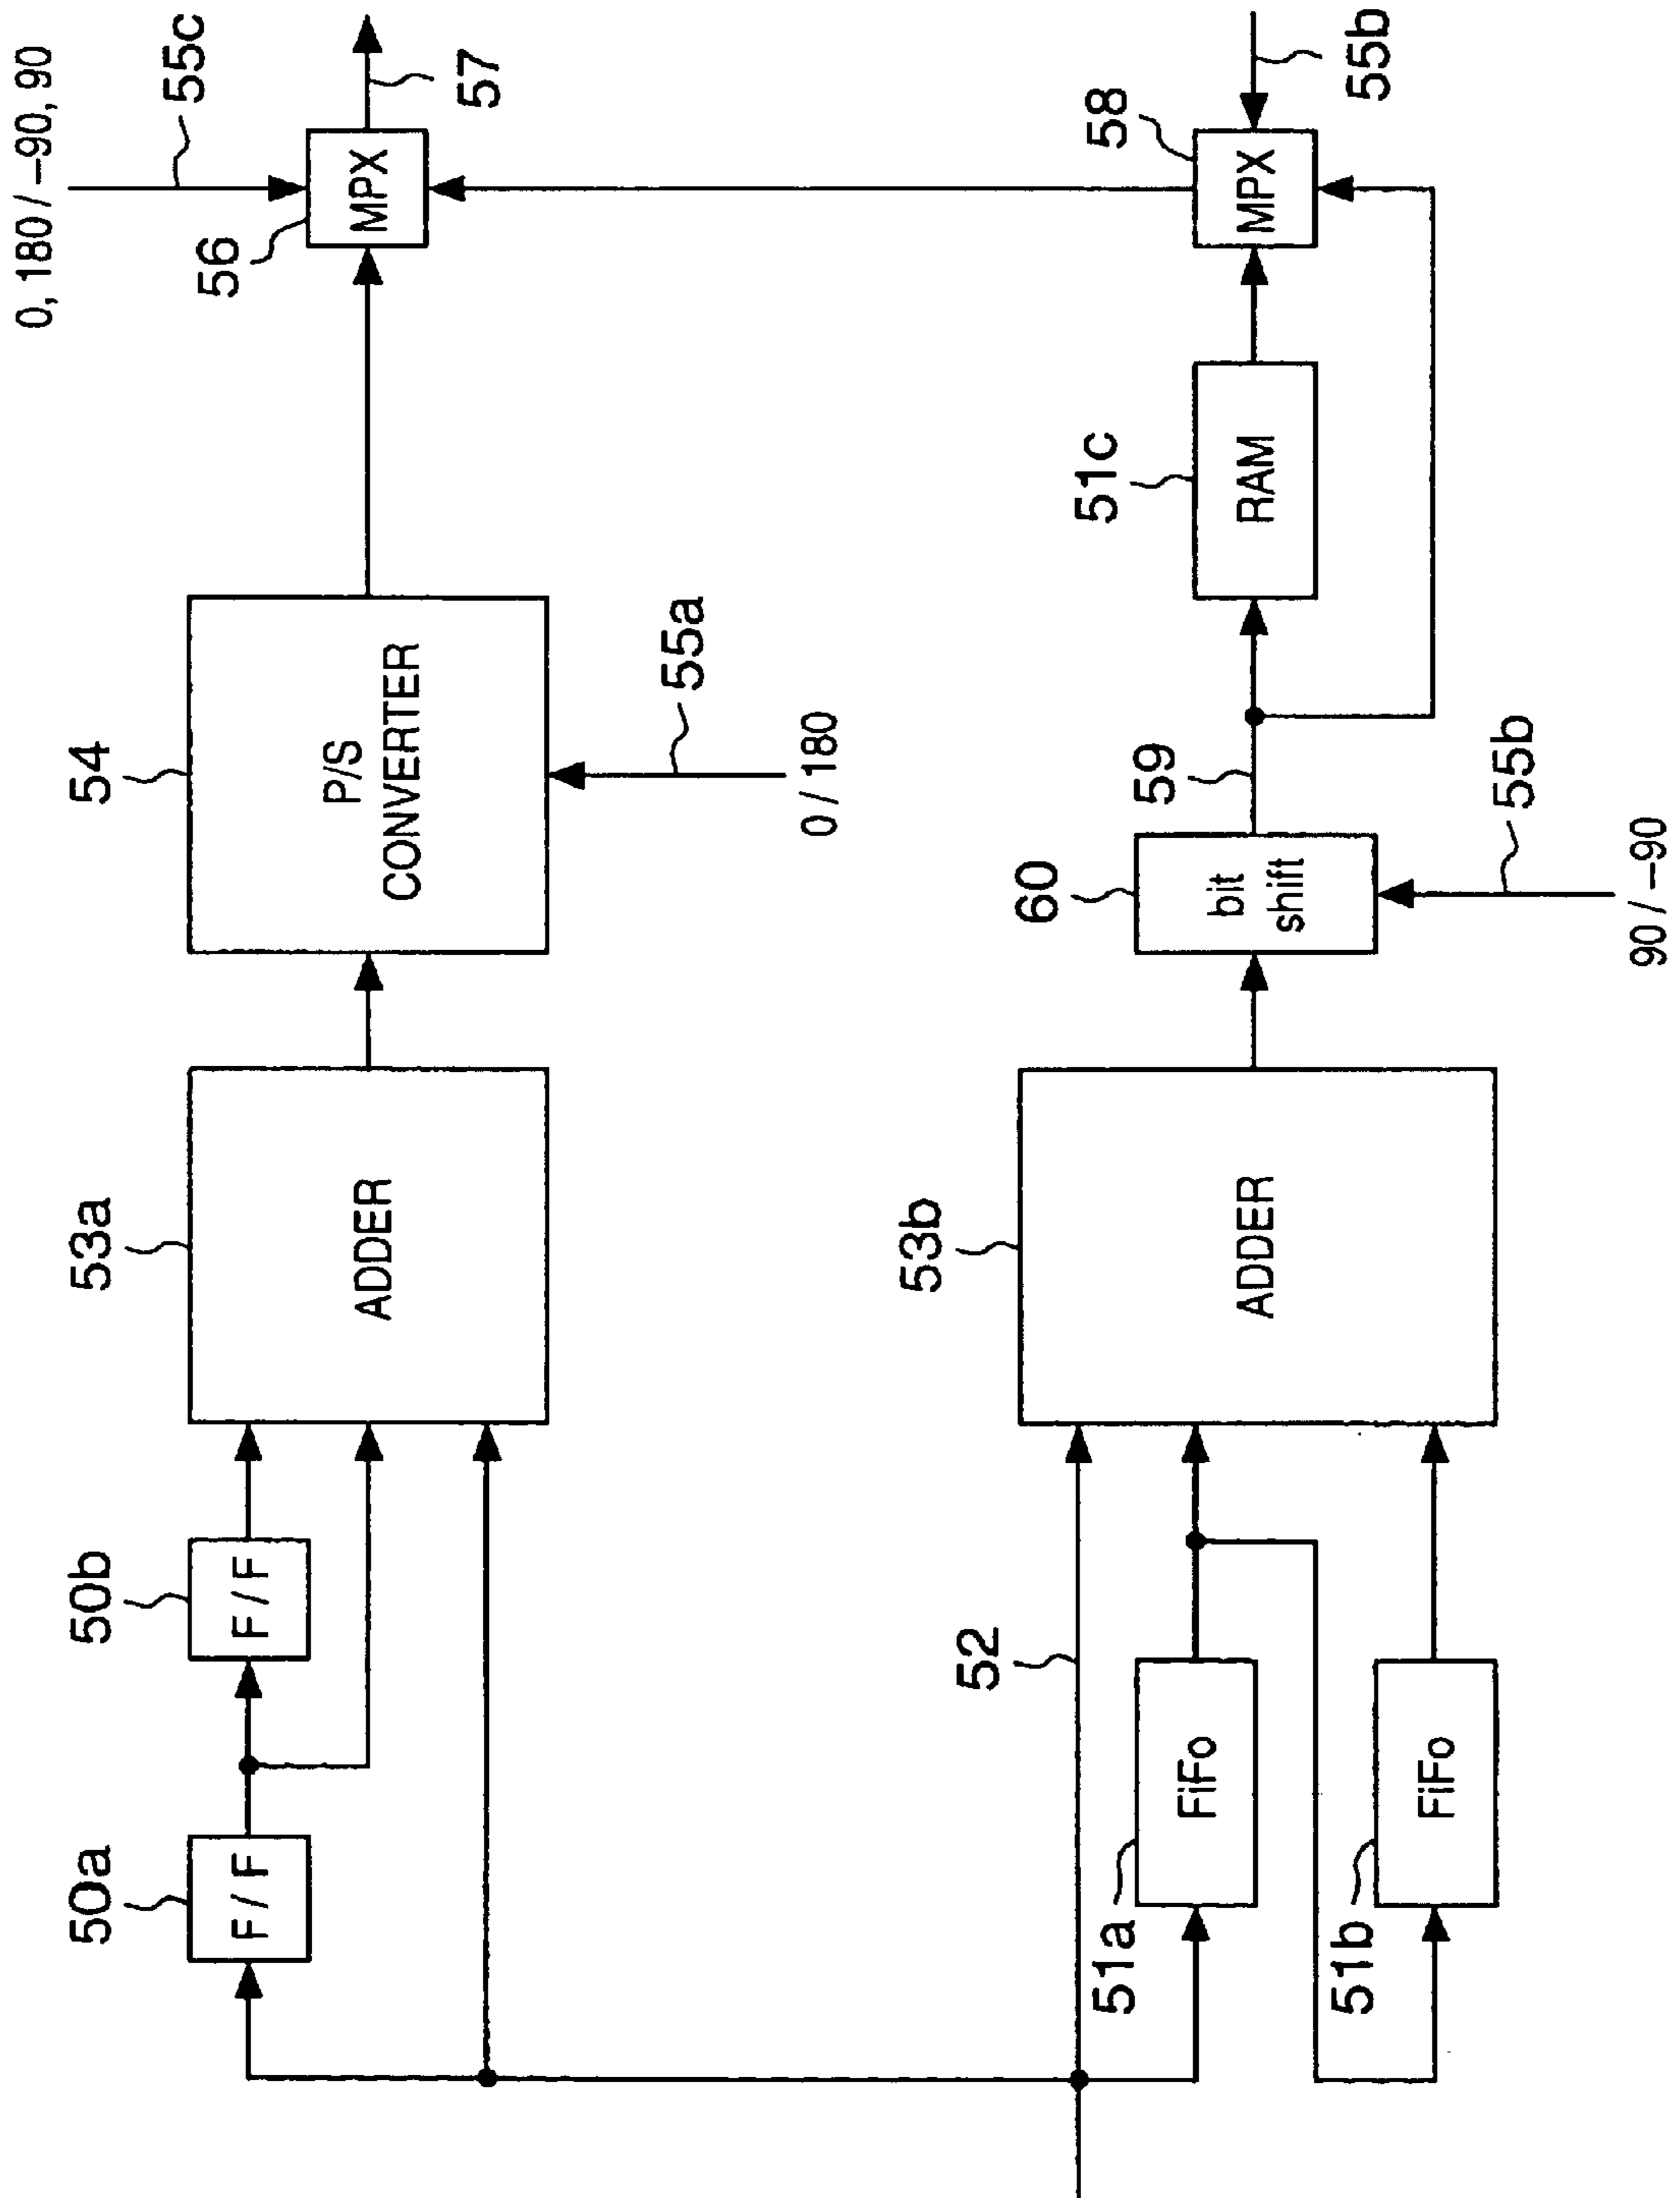 0, 180 / −90, 90
55c
56
MPX
57
54
P/S
CONVERTER
55a
0 / 180
53a
ADDER
50b
F / F
50a
F / F
58
MPX
55b
51c
RAM
59
60
bit
shift
55b
90 / −90
53b
ADDER
52
51a
FiFo
51b
FiFo